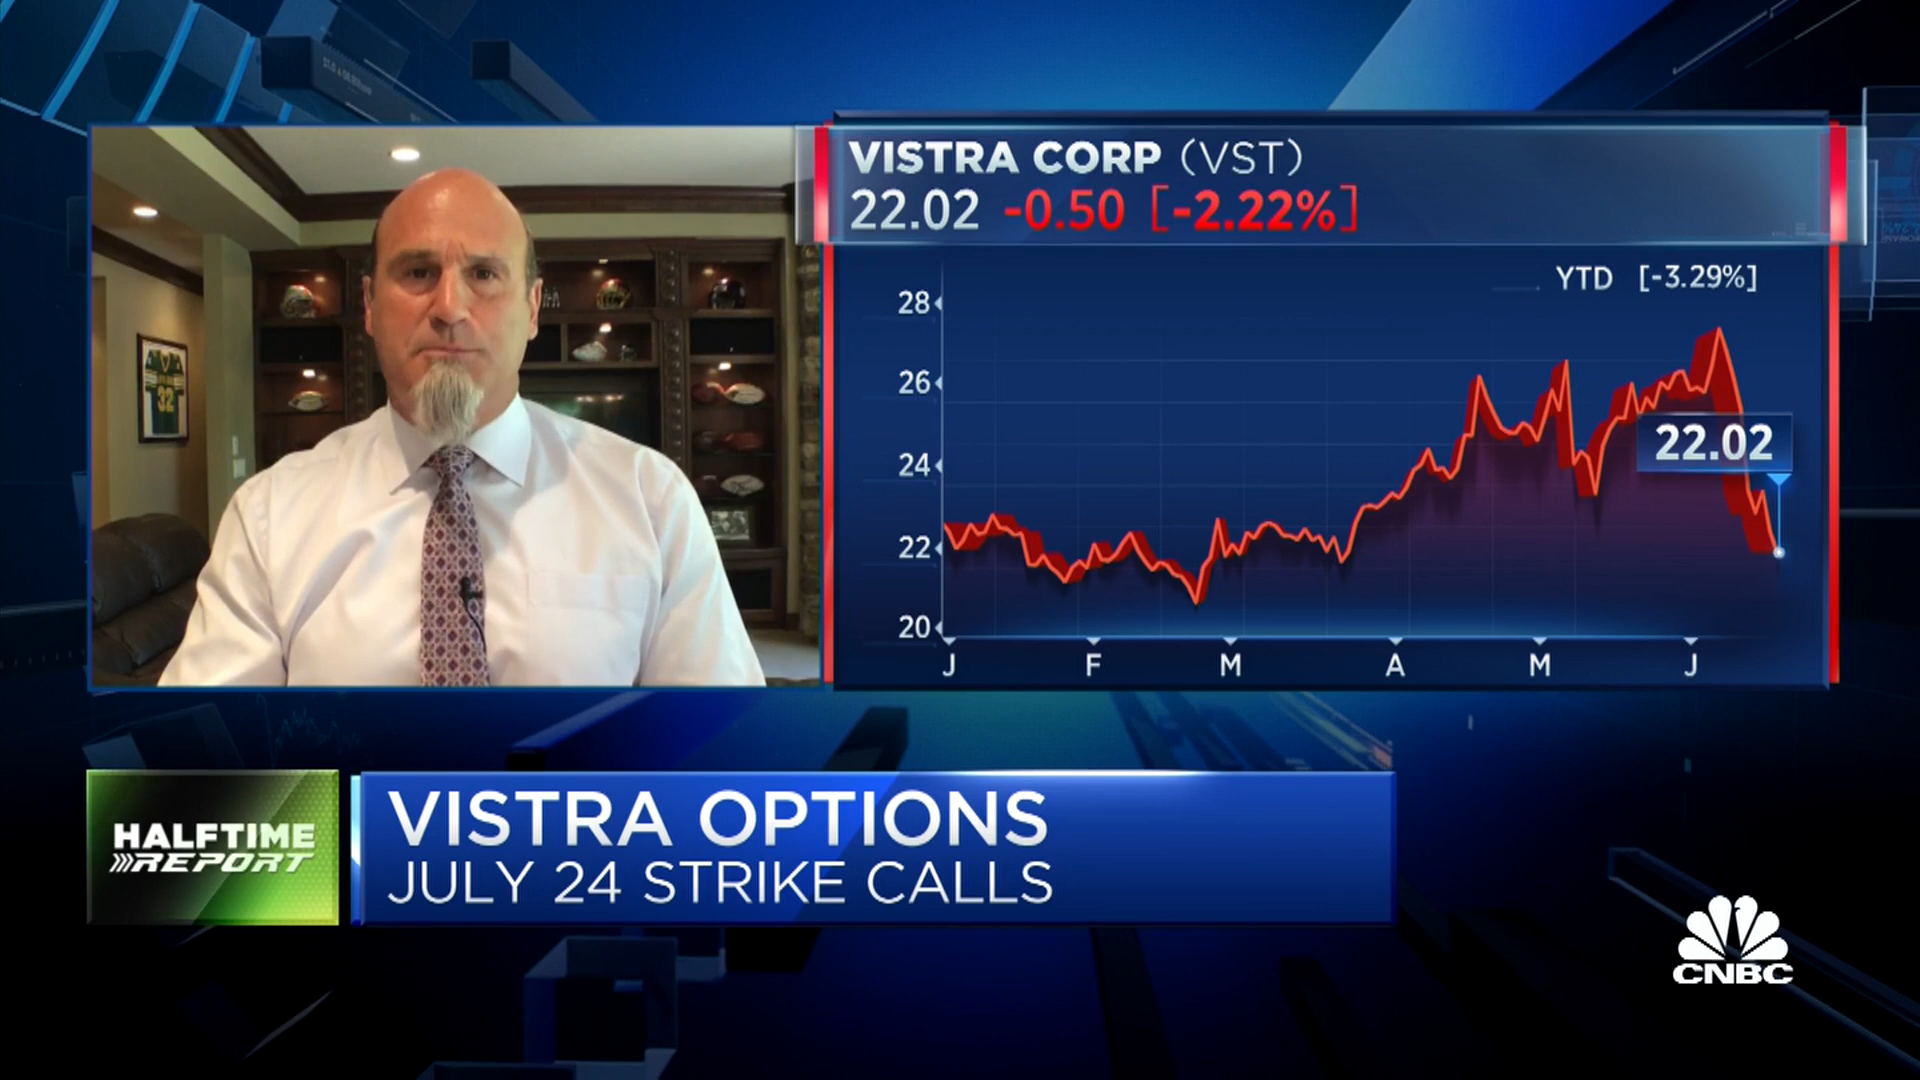 VISTRA CORP (VST)
22.02 -0.50 [-2.22%]
YTD [-3.29%]
28
26
24
22
20
22.02
J F M A M J
32
HALFTIME
REPORT
VISTRA OPTIONS
JULY 24 STRIKE CALLS
CNBC